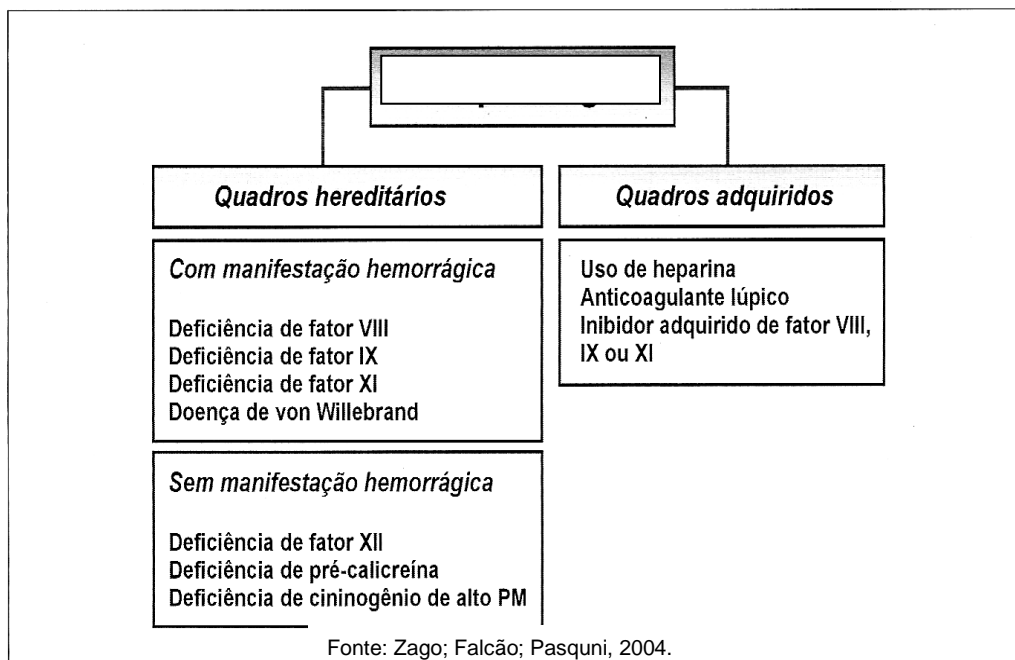 Quadros hereditários
Quadros adquiridos
Com manifestação hemorrágica
Deficiência de fator VIII
Deficiência de fator IX
Deficiência de fator XI
Doença de von Willebrand
Uso de heparina
Anticoagulante lúpico
Inibidor adquirido de fator VIII,
IX ou XI
Sem manifestação hemorrágica
Deficiência de fator XII
Deficiência de pré-calicreína
Deficiência de cininogênio de alto PM
Fonte: Zago; Falcão; Pasquni, 2004.